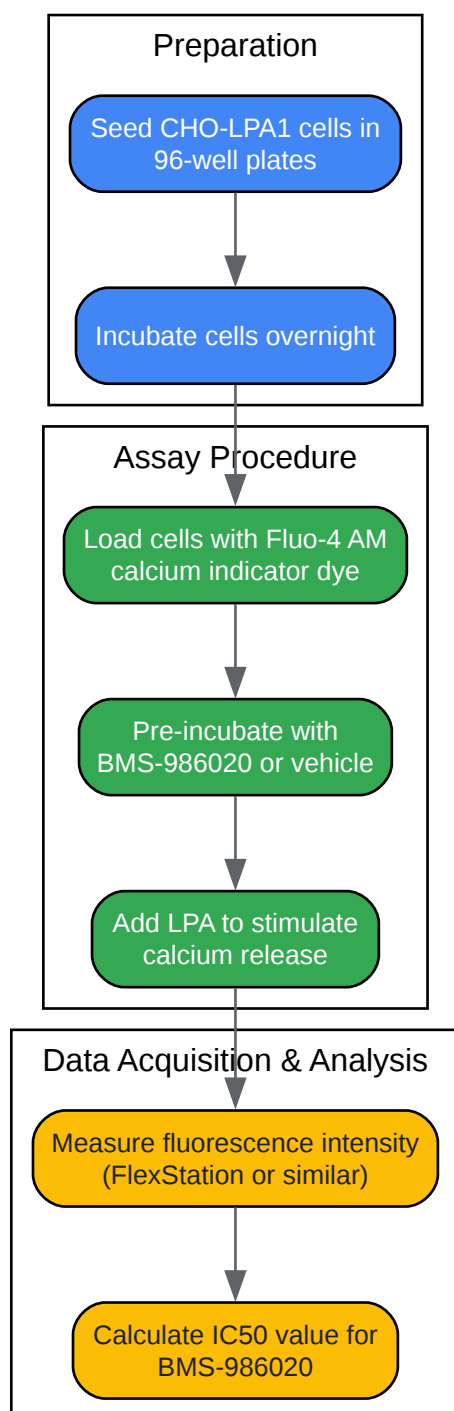 Preparation
Seed CHO-LPA1 cells in
96-well plates
Incubate cells overnight
Assay Procedure
Load cells with Fluo-4 AM
calcium indicator dye
Pre-incubate with
BMS-986020 or vehicle
Add LPA to stimulate
calcium release
Data Acquisition & Analysis
Measure fluorescence intensity
(FlexStation or similar)
Calculate IC50 value for
BMS-986020